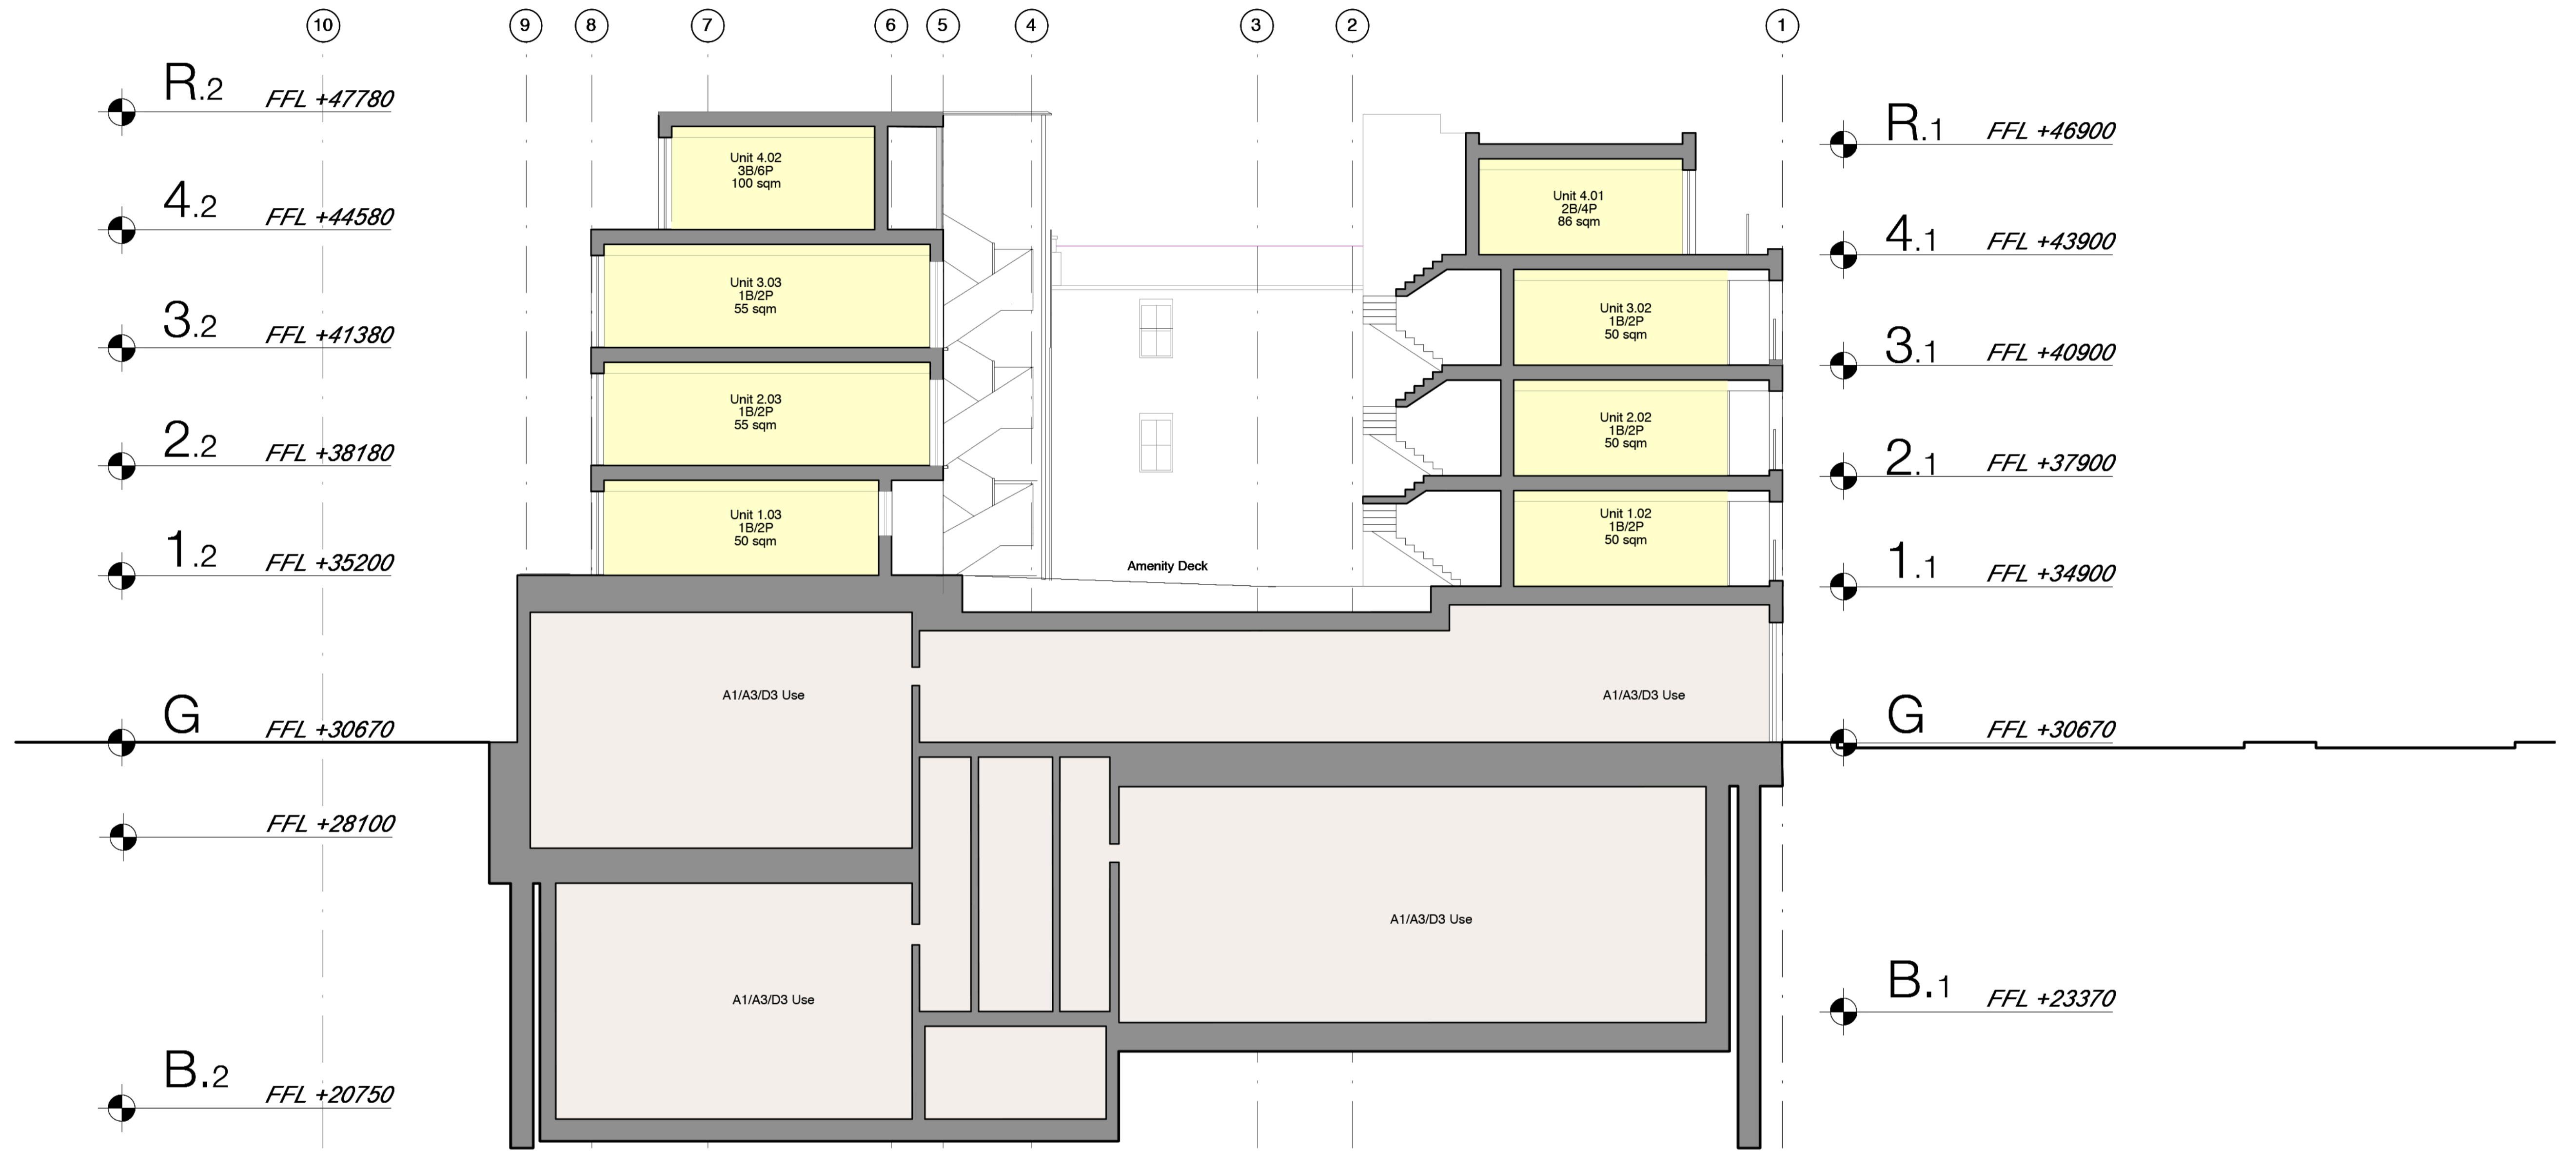 10 9 8 7 6 5 4 3 2 1
R.2 FFL +47780
R.1 FFL +46900
Unit 4.02
3B/6P
100 sqm
Unit 4.01
2B/4P
86 sqm
4.2 FFL +44580
4.1 FFL +43900
Unit 3.03
1B/2P
55 sqm
Unit 3.02
1B/2P
50 sqm
3.2 FFL +41380
3.1 FFL +40900
Unit 2.03
1B/2P
55 sqm
Unit 2.02
1B/2P
50 sqm
2.2 FFL +38180
2.1 FFL +37900
Unit 1.03
1B/2P
50 sqm
Unit 1.02
1B/2P
50 sqm
1.2 FFL +35200
Amenity Deck
1.1 FFL +34900
A1/A3/D3 Use
A1/A3/D3 Use
G FFL +30670
G FFL +30670
FFL +28100
A1/A3/D3 Use
A1/A3/D3 Use
B.1 FFL +23370
B.2 FFL +20750